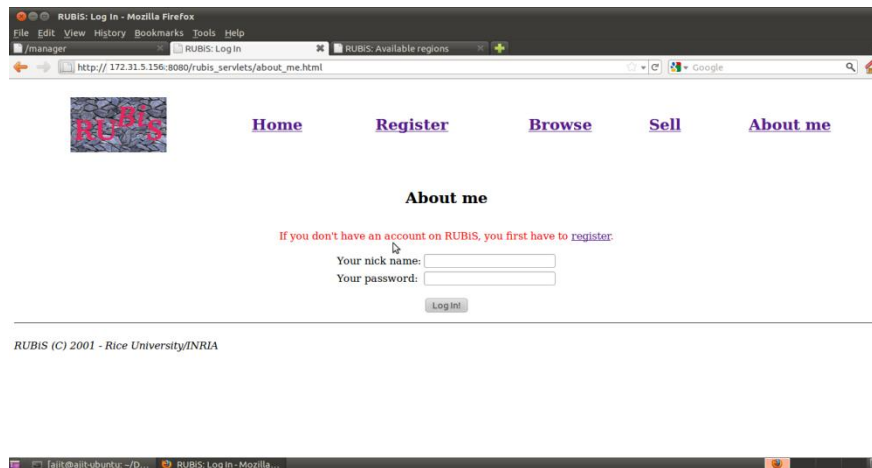 RUBiS: Log In - Mozilla Firefox
File Edit View History Bookmarks Tools Help
/manager RUBiS: Log In RUBiS: Available regions
http:// 172.31.5.156:8080/rubis_servlets/about_me.html Google
RUBiS Home Register Browse Sell About me
About me
If you don't have an account on RUBiS, you first have to register.
Your nick name:
Your password:
Log In!
RUBiS (C) 2001 - Rice University/INRIA
[ajit@ajit-ubuntu: ~/D... RUBiS: Log In - Mozilla...